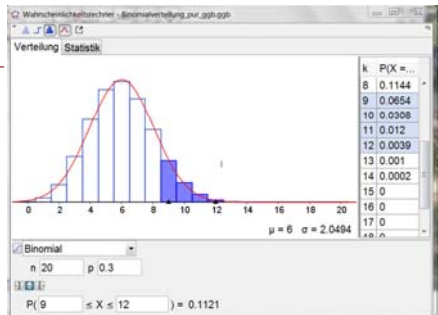 Wahrscheinlichkeitsrechner - Binomialverteilung_pur_ggb.ggb
Verteilung Statistik
k P(X =...
8 0.1144
9 0.0654
10 0.0308
11 0.012
12 0.0039
13 0.001
14 0.0002
15 0
16 0
17 0
0 2 4 6 8 10 12 14 16 18 20
μ = 6 σ = 2.0494
Binomial
n 20 p 0.3
P( 9 ≤ X ≤ 12 ) = 0.1121